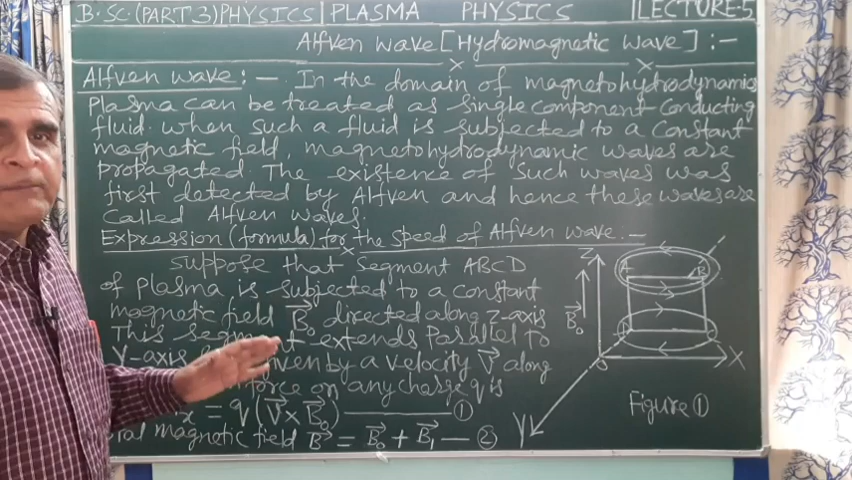 B.SC.(PART3)PHYSICS|PLASMA PHYSICS |LECTURE-5
Alfven wave[Hydromagnetic wave]:-
Alfven wave:- In the domain of magnetohydrodynamics
Plasma can be treated as single component conducting
fluid. when such a fluid is subjected to a constant
magnetic field, magnetohydrodynamic waves are
propagated. The existence of such waves was
first detected by Alfven and hence these waves are
called Alfven waves.
Expression (formula) for the speed of Alfven wave:-
suppose that segment ABCD
of plasma is subjected to a constant
magnetic field B⃗₀ directed along z-axis
This segment extends Parallel to
Y-axis given by a velocity V⃗ along
force on any charge q is
x = q(V⃗ x B⃗₀) ①
magnetic field B⃗ = B⃗₀ + B⃗₁ — ②
Z
A B
B⃗₀
O X
Y
Figure ①